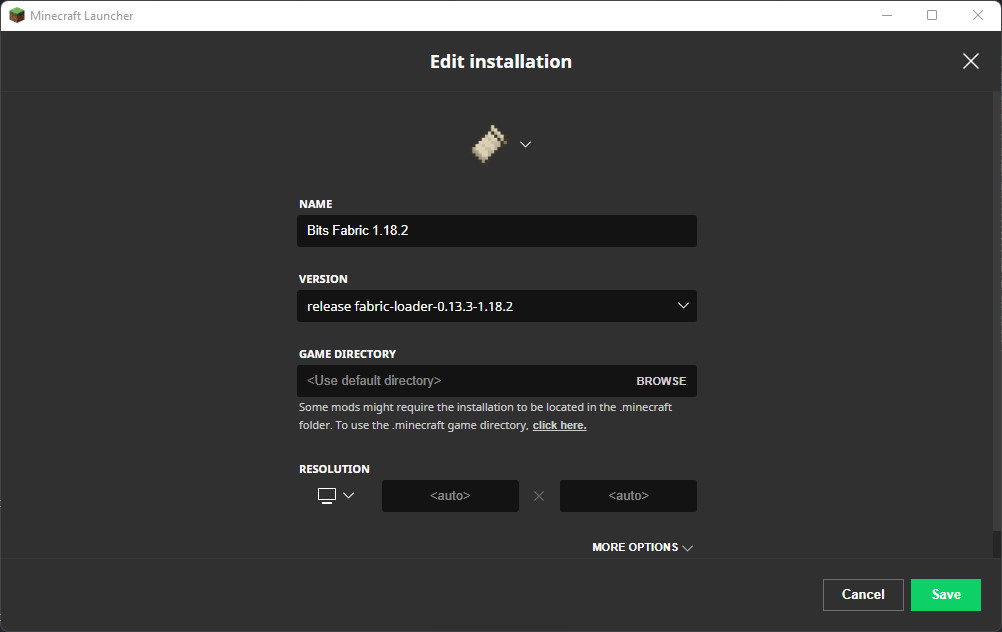 Minecraft Launcher
Edit installation
NAME
Bits Fabric 1.18.2
VERSION
release fabric-loader-0.13.3-1.18.2
GAME DIRECTORY
<Use default directory> BROWSE
Some mods might require the installation to be located in the .minecraft
folder. To use the .minecraft game directory, click here.
RESOLUTION
<auto> <auto>
MORE OPTIONS
Cancel Save